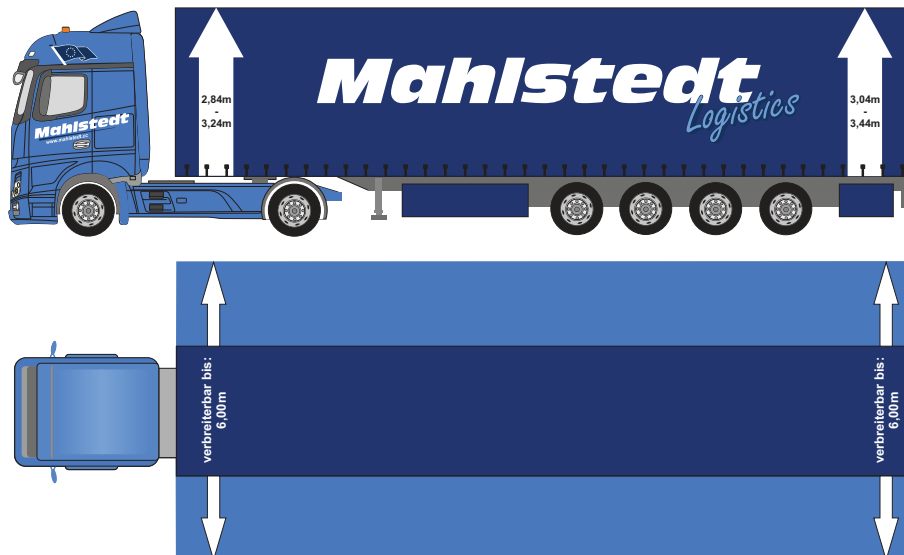 Mahlstedt
Logistics
2,84m
-
3,24m
3,04m
-
3,44m
Mahlstedt
www.mahlstedt.cc
verbreiterbar bis:
6,00m
verbreiterbar bis:
6,00m